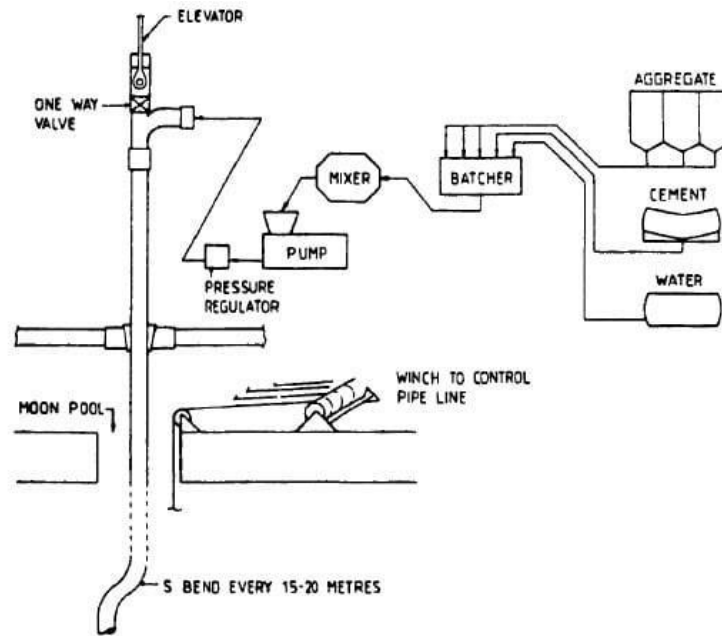 ELEVATOR
ONE WAY
VALVE
AGGREGATE
MIXER
BATCHER
CEMENT
PUMP
PRESSURE
REGULATOR
WATER
WINCH TO CONTROL
PIPE LINE
MOON POOL
S BEND EVERY 15-20 METRES